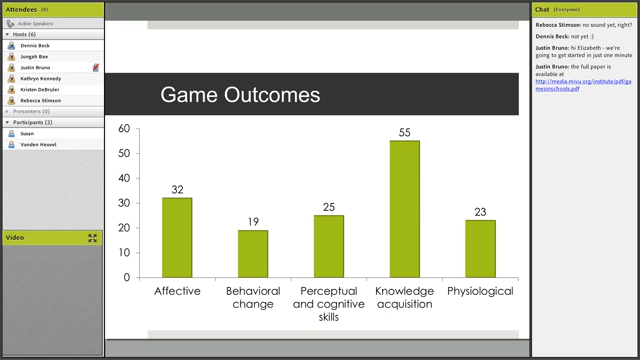 Attendees (8)
Active Speakers
Hosts (6)
Dennis Beck
Jungah Bae
Justin Bruno
Kathryn Kennedy
Kristen DeBruler
Rebecca Stimson
Presenters (0)
Participants (2)
Susan
Vanden Heuvel
Video
Game Outcomes
60
50
40
30
20
10
0
32
19
25
55
23
Affective
Behavioral
change
Perceptual
and cognitive
skills
Knowledge
acquisition
Physiological
Chat (Everyone)
Rebecca Stimson: no sound yet, right?
Dennis Beck: not yet :)
Justin Bruno: hi Elizabeth - we're
going to get started in just one minute
Justin Bruno: the full paper is
available at
http://media.mivu.org/institute/pdf/ga
mesinschools.pdf